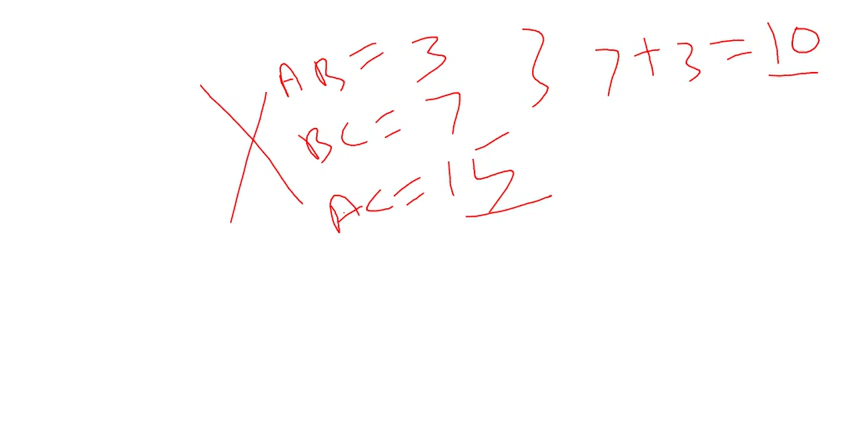 AB = 3 } 7 + 3 = 10
BC = 7
AC = 15